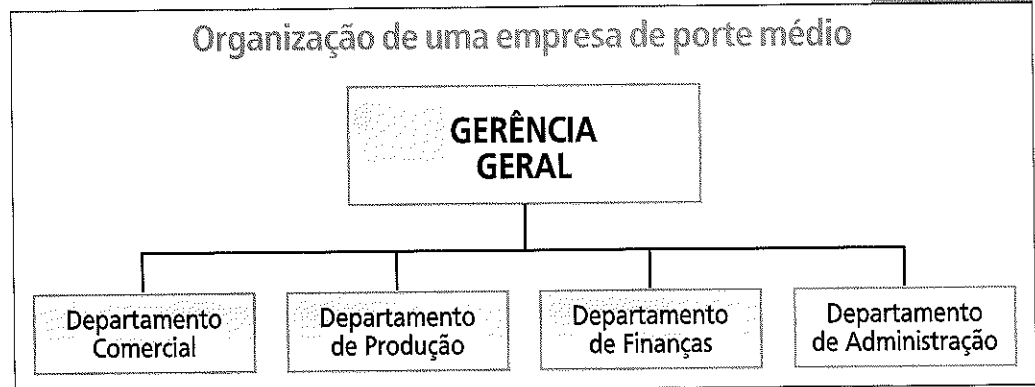 Organização de uma empresa de porte médio
GERÊNCIA
GERAL
Departamento
Comercial
Departamento
de Produção
Departamento
de Finanças
Departamento
de Administração